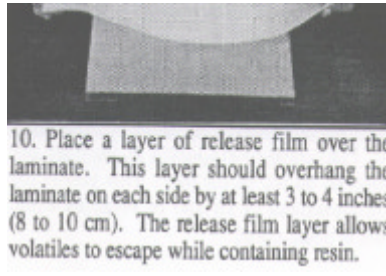 10. Place a layer of release film over the
laminate. This layer should overhang the
laminate on each side by at least 3 to 4 inches
(8 to 10 cm). The release film layer allows
volatiles to escape while containing resin.